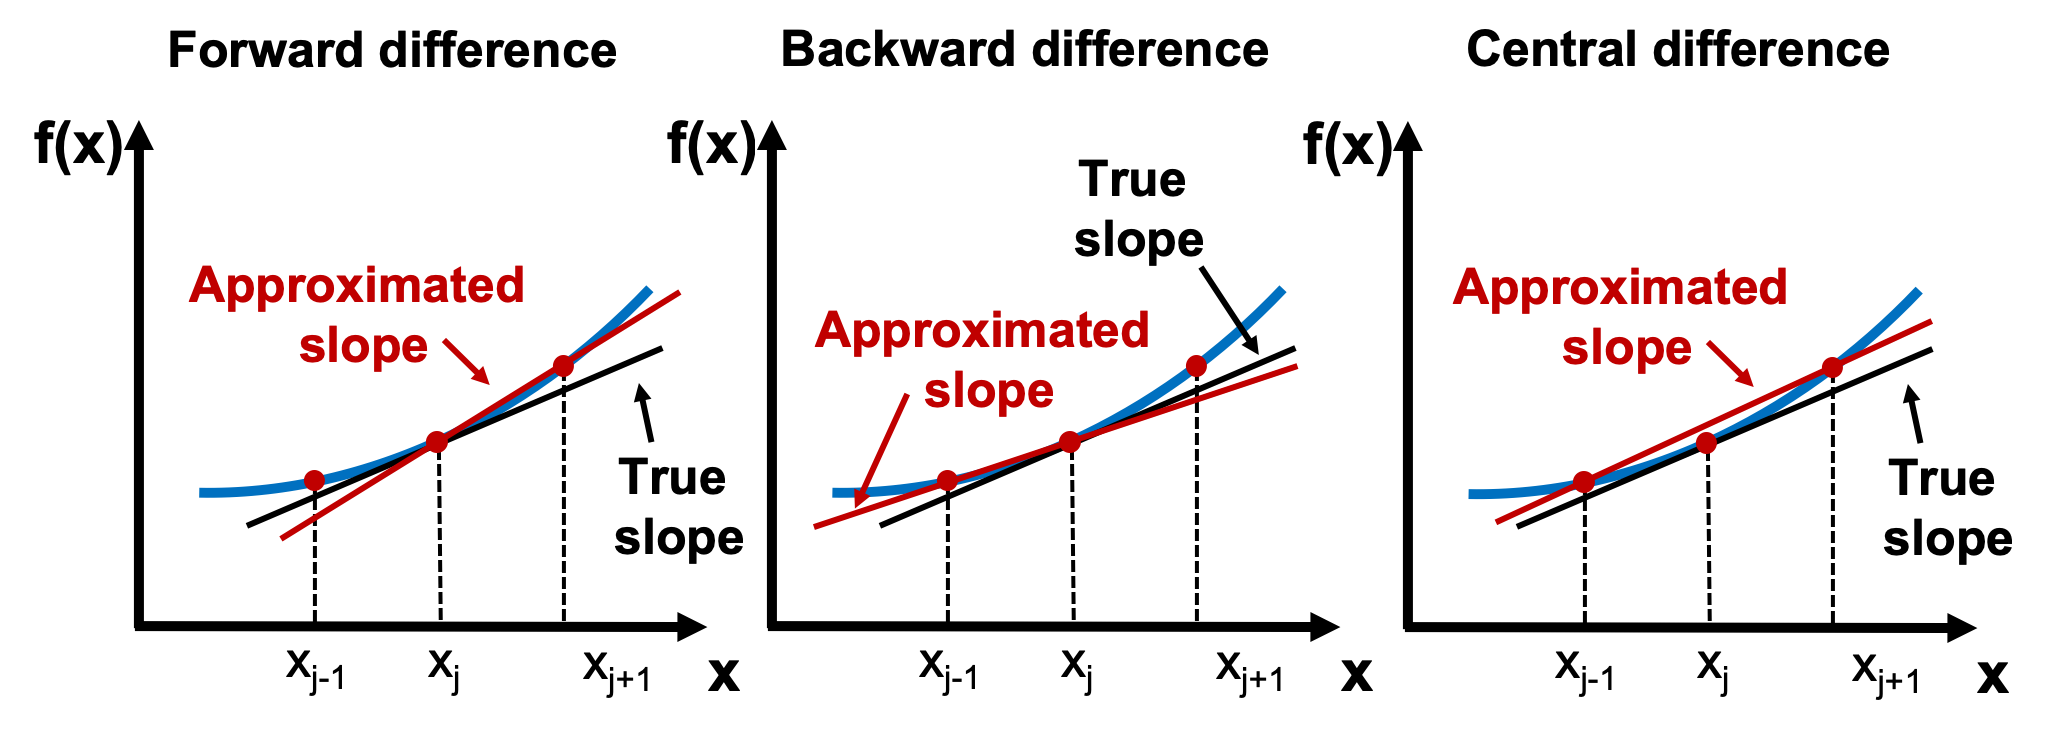 Forward difference
f(x)
Approximated
slope
True
slope
xj-1
xj
xj+1
x
Backward difference
f(x)
True
slope
Approximated
slope
xj-1
xj
xj+1
x
Central difference
f(x)
Approximated
slope
True
slope
xj-1
xj
xj+1
x